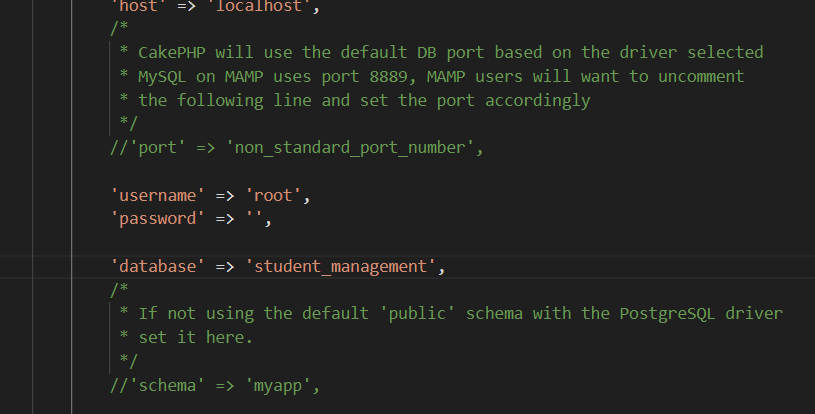 'host' => 'localhost',
/*
* CakePHP will use the default DB port based on the driver selected
* MySQL on MAMP uses port 8889, MAMP users will want to uncomment
* the following line and set the port accordingly
*/
//'port' => 'non_standard_port_number',
'username' => 'root',
'password' => '',
'database' => 'student_management',
/*
* If not using the default 'public' schema with the PostgreSQL driver
* set it here.
*/
//'schema' => 'myapp',